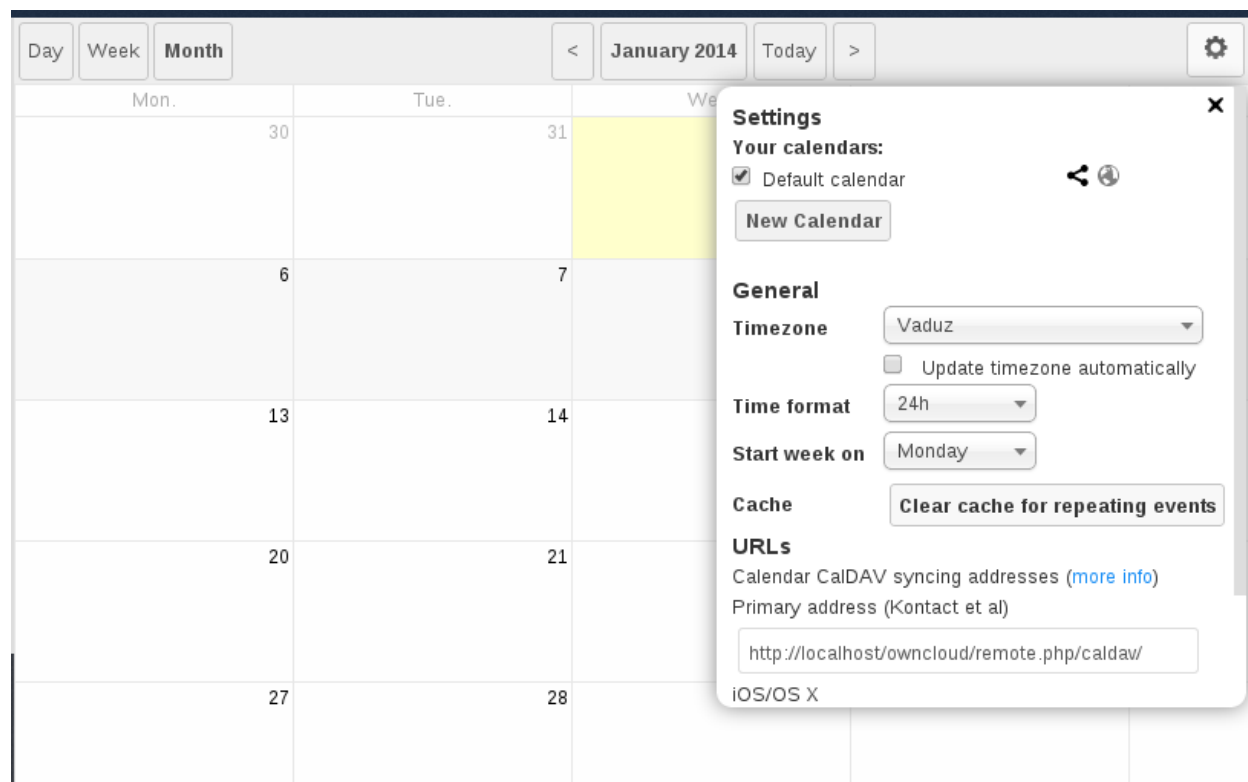 Day Week Month < January 2014 Today >
Mon. Tue. We
30 31
6 7
13 14
20 21
27 28
Settings
Your calendars:
Default calendar
New Calendar
General
Timezone Vaduz
Update timezone automatically
Time format 24h
Start week on Monday
Cache Clear cache for repeating events
URLs
Calendar CalDAV syncing addresses (more info)
Primary address (Kontact et al)
http://localhost/owncloud/remote.php/caldav/
iOS/OS X